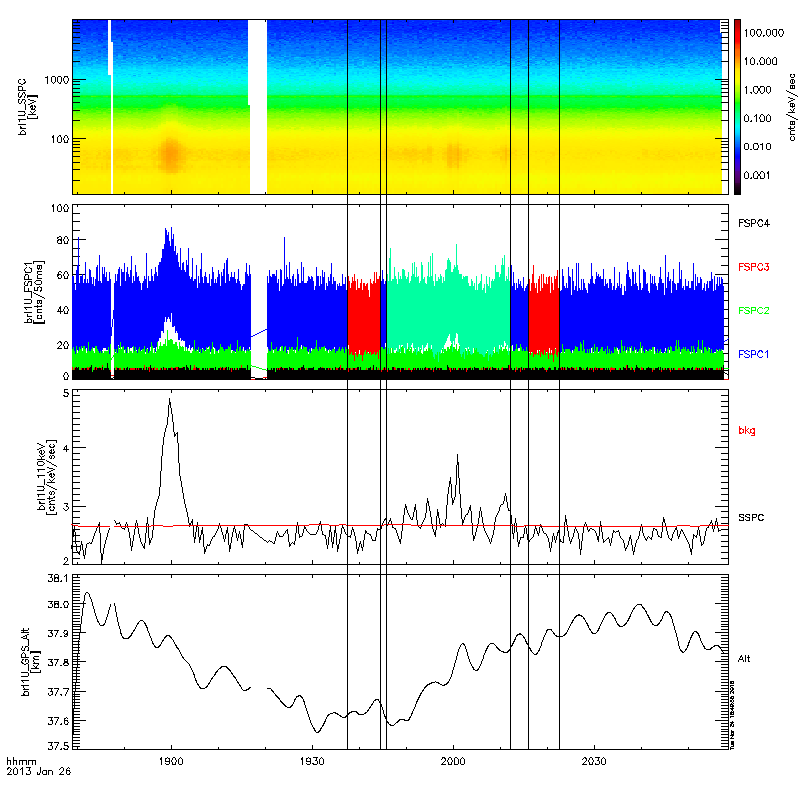 brl1U_SSPC
[keV]
1000
100
100.000
10.000
1.000
0.100
0.010
0.001
cnts/keV/sec
brl1U_FSPC1
[cnts/50ms]
100
80
60
40
20
0
FSPC4
FSPC3
FSPC2
FSPC1
brl1U_110keV
[cnts/keV/sec]
5
4
3
2
bkg
SSPC
brl1U_GPS_Alt
[km]
38.1
38.0
37.9
37.8
37.7
37.6
37.5
Alt
hhmm
2013 Jan 26
1900
1930
2000
2030